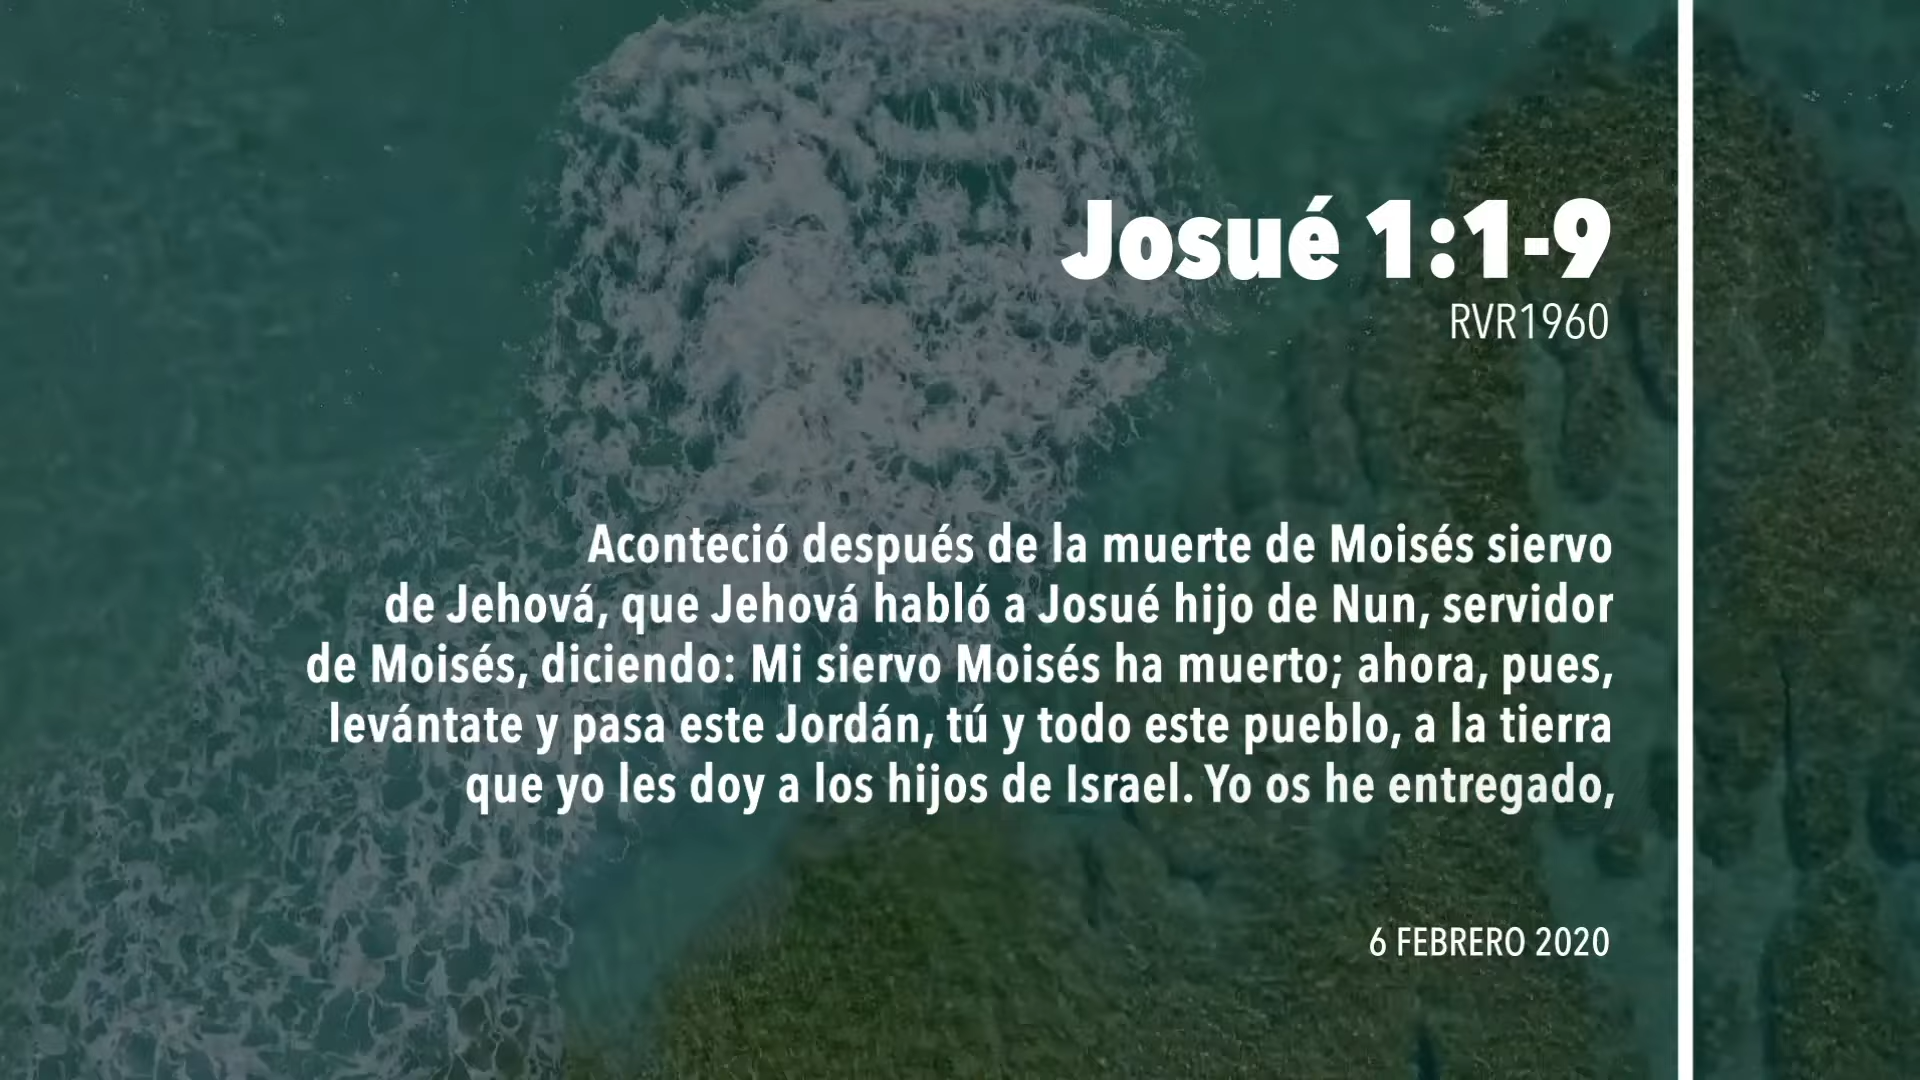 Josué 1:1-9
RVR1960
Aconteció después de la muerte de Moisés siervo
de Jehová, que Jehová habló a Josué hijo de Nun, servidor
de Moisés, diciendo: Mi siervo Moisés ha muerto; ahora, pues,
levántate y pasa este Jordán, tú y todo este pueblo, a la tierra
que yo les doy a los hijos de Israel. Yo os he entregado,
6 FEBRERO 2020